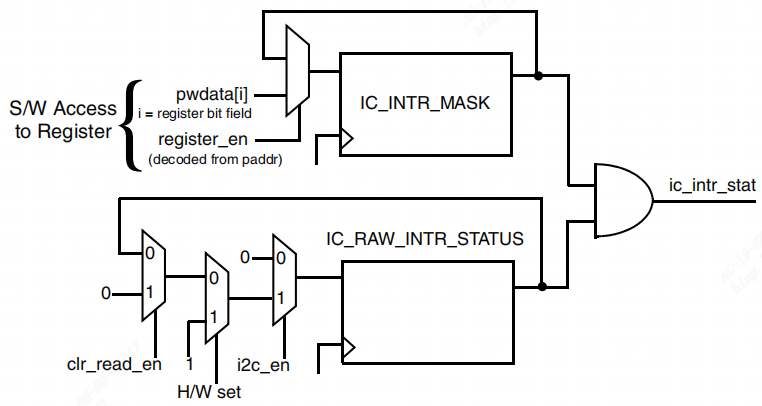 S/W Access
to Register
pwdata[i]
i = register bit field
register_en
(decoded from paddr)
IC_INTR_MASK
ic_intr_stat
IC_RAW_INTR_STATUS
0
1
0
0
1
0
0
1
clr_read_en
1
H/W set
i2c_en